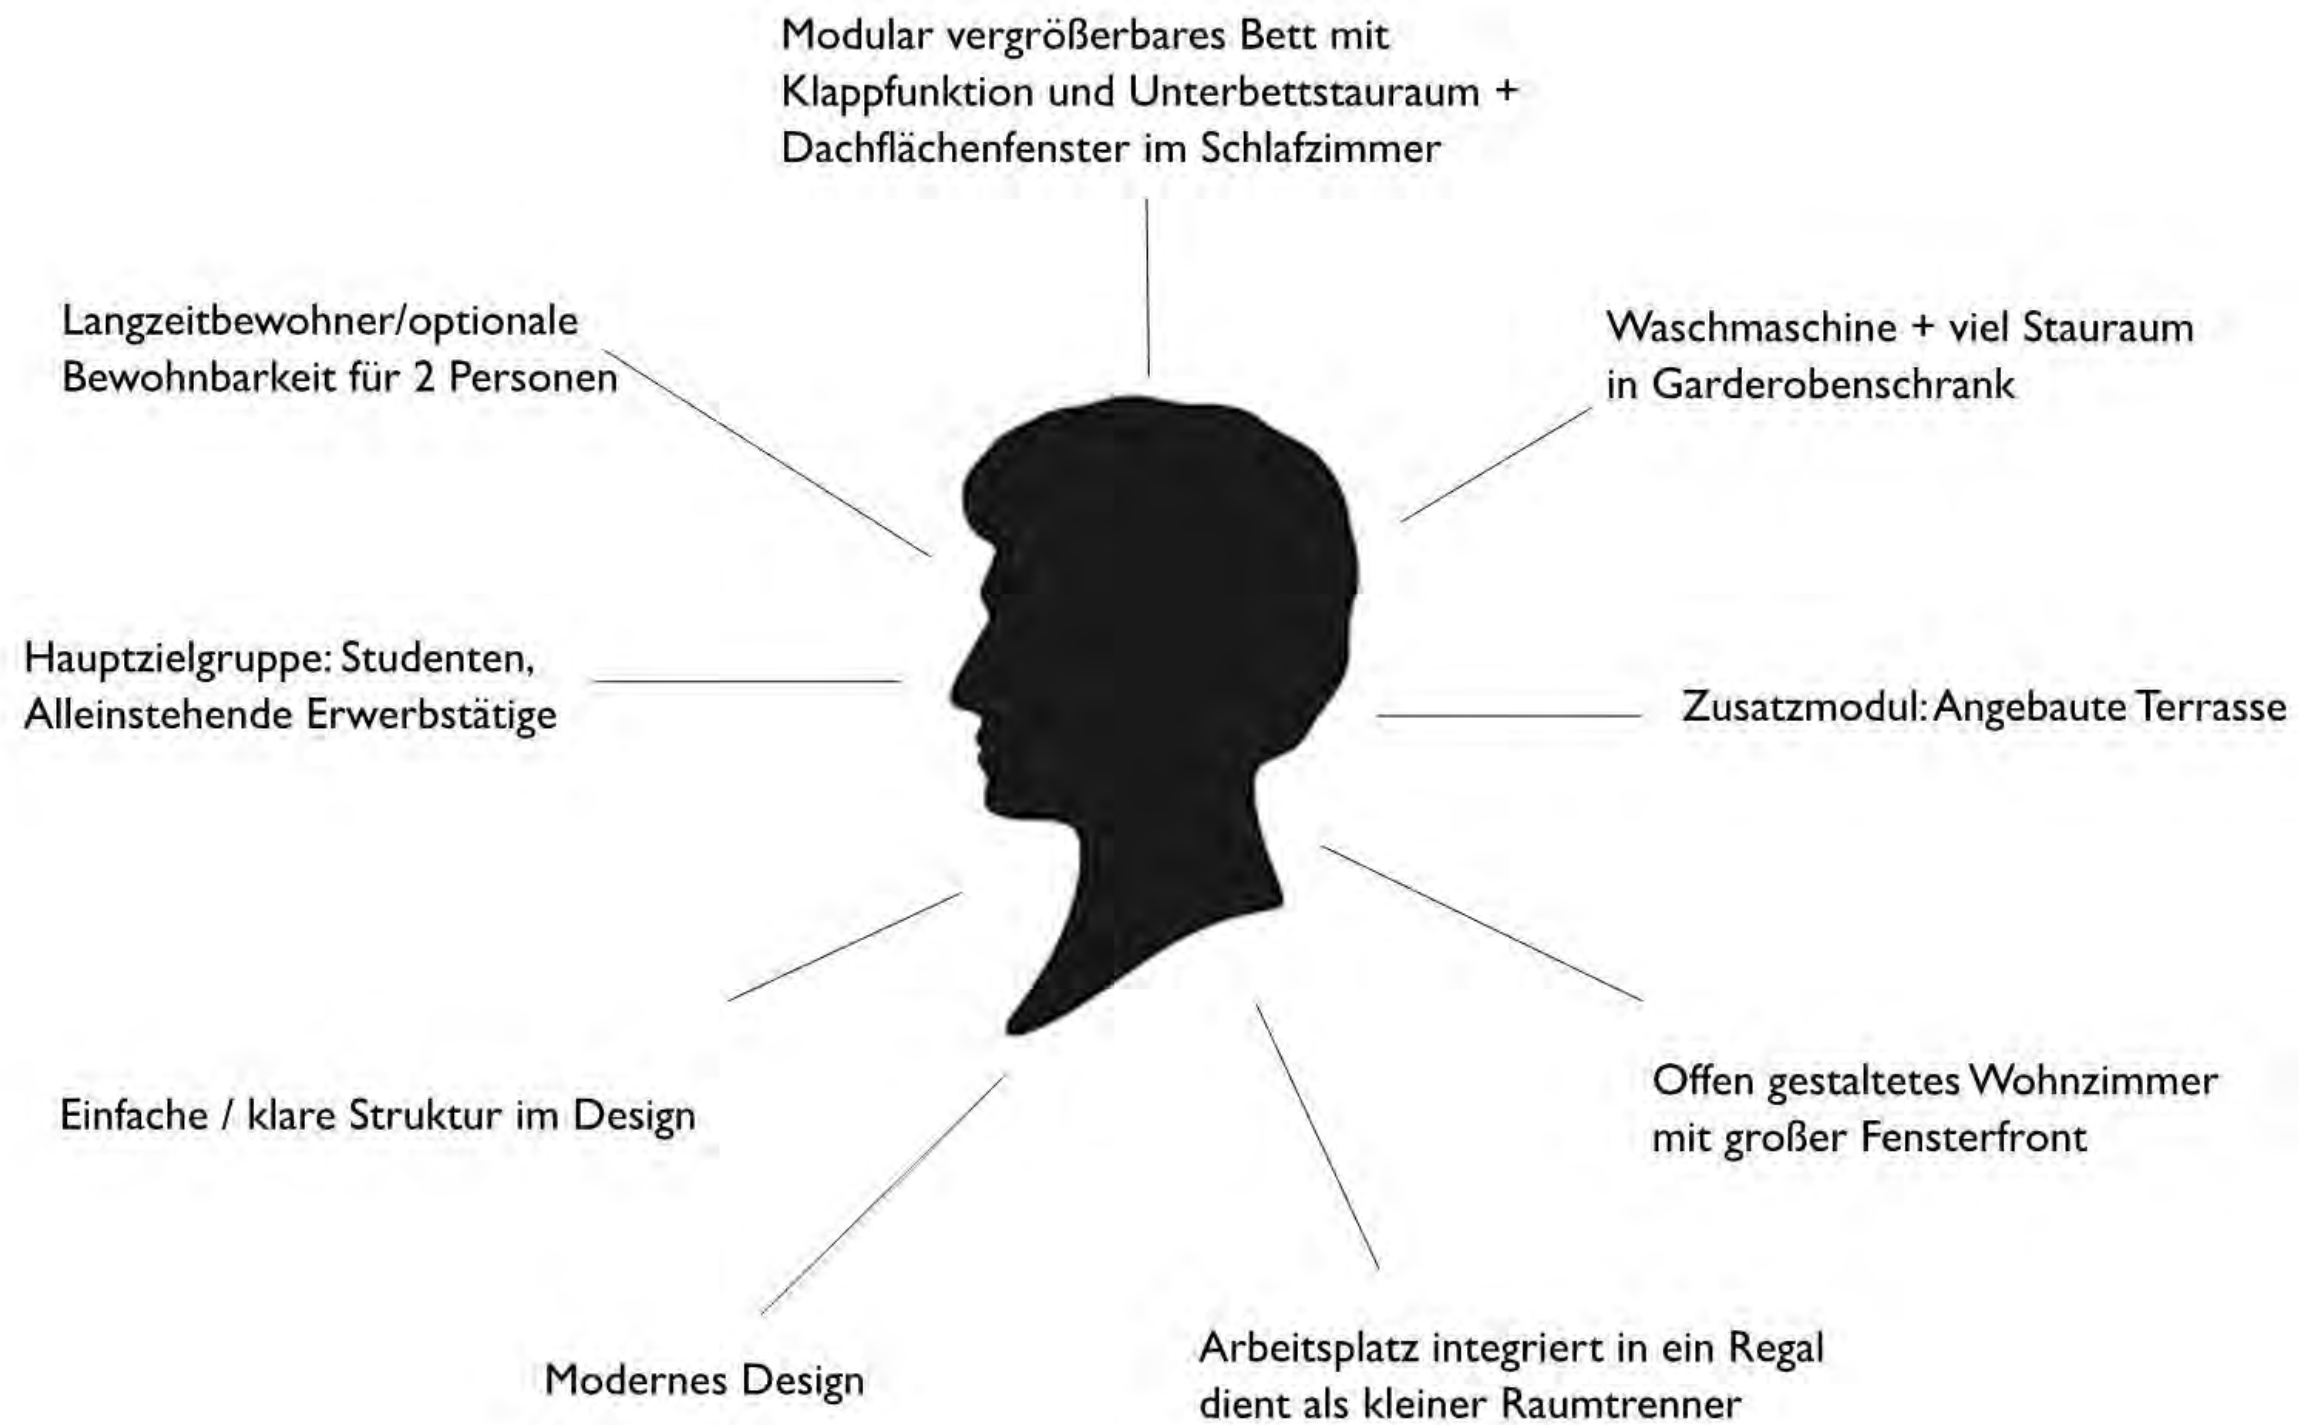 Modular vergrößerbares Bett mit
Klappfunktion und Unterbettstauraum +
Dachflächenfenster im Schlafzimmer
Langzeitbewohner/optionale
Bewohnbarkeit für 2 Personen
Waschmaschine + viel Stauraum
in Garderobenschrank
Hauptzielgruppe: Studenten,
Alleinstehende Erwerbstätige
Zusatzmodul: Angebaute Terrasse
Einfache / klare Struktur im Design
Offen gestaltetes Wohnzimmer
mit großer Fensterfront
Modernes Design
Arbeitsplatz integriert in ein Regal
dient als kleiner Raumtrenner